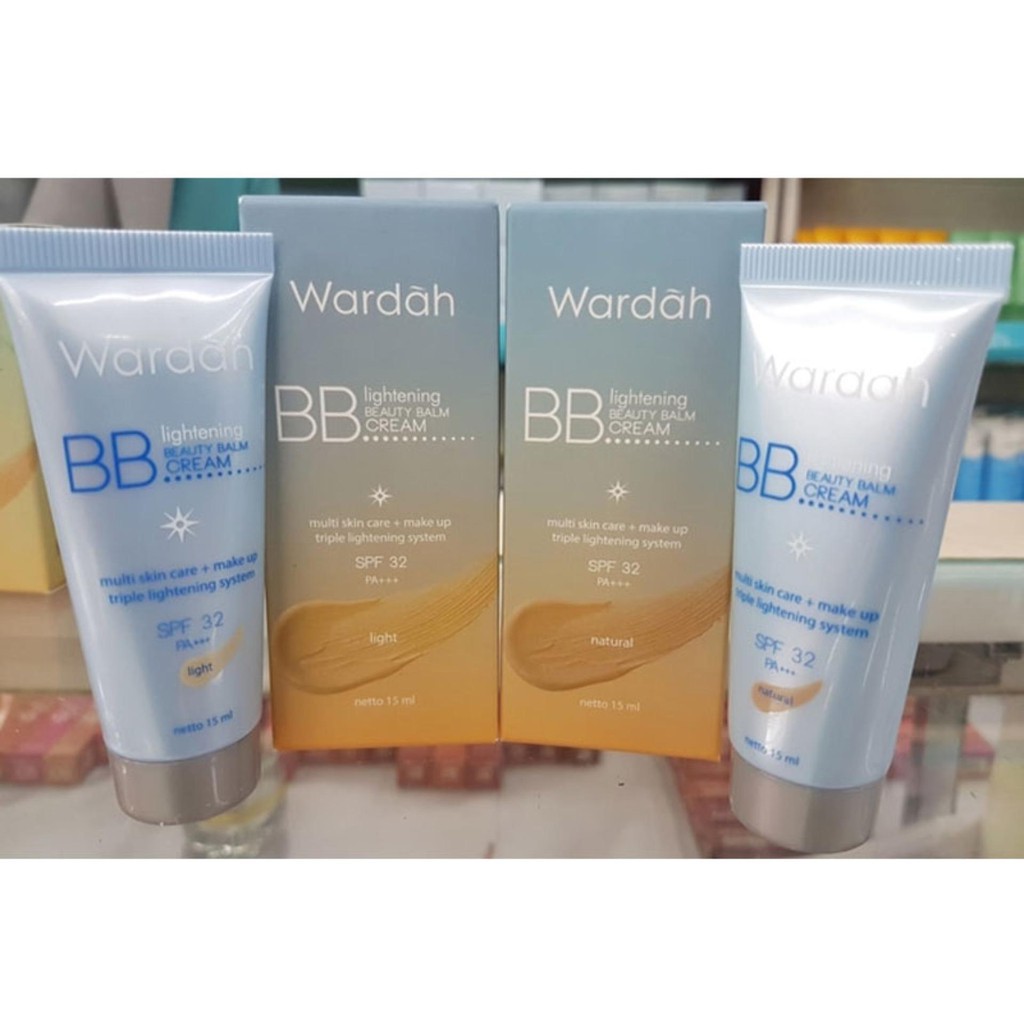 Wardah
BB lightening
BEAUTY BALM
CREAM
multi skin care + make up
triple lightening system
SPF 32
PA+++
light
netto 15 ml
Wardah
BB lightening
BEAUTY BALM
CREAM
multi skin care + make up
triple lightening system
SPF 32
PA+++
light
netto 15 ml
Wardah
BB lightening
BEAUTY BALM
CREAM
multi skin care + make up
triple lightening system
SPF 32
PA+++
natural
netto 15 ml
Wardah
BB lightening
BEAUTY BALM
CREAM
multi skin care + make up
triple lightening system
SPF 32
PA+++
natural
netto 15 ml